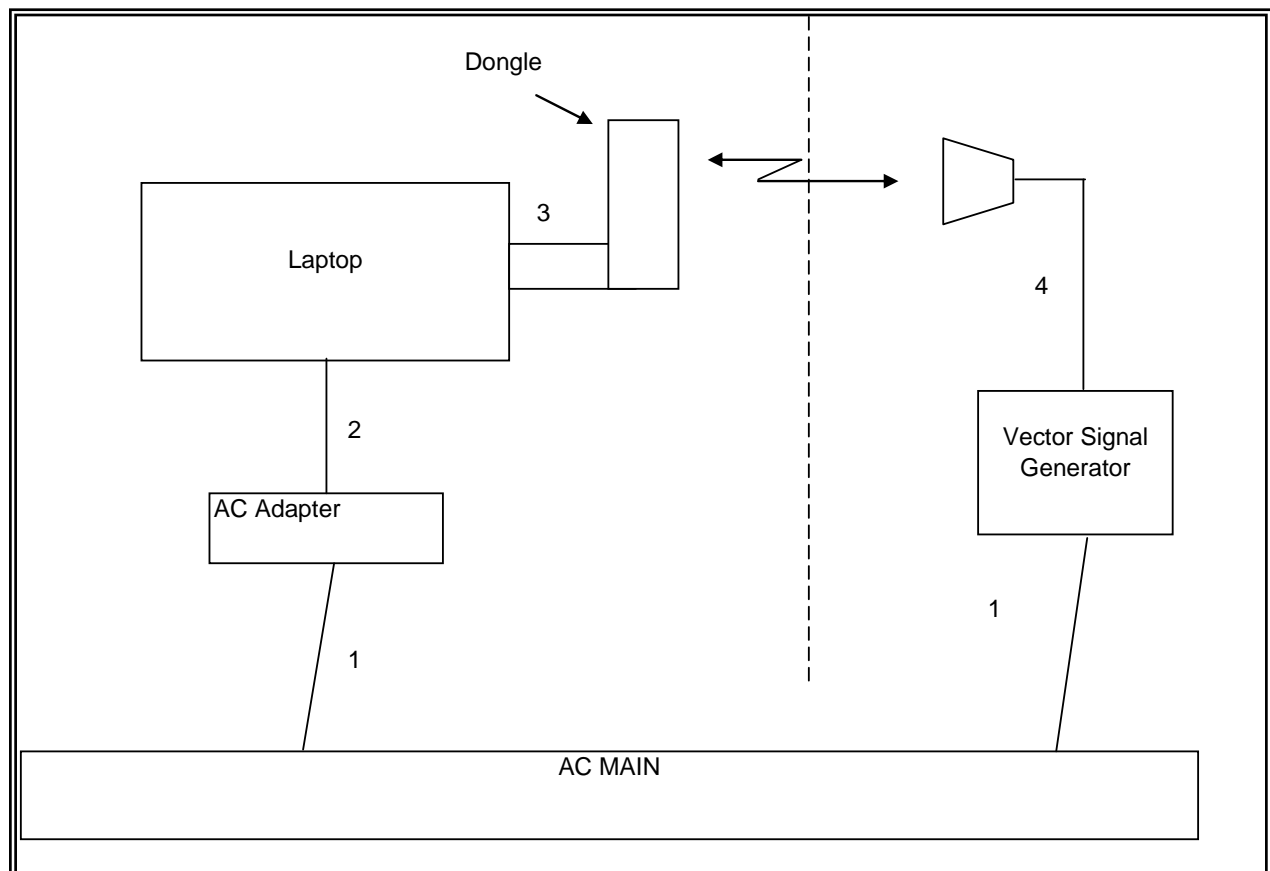 Dongle
3
Laptop
4
2
Vector Signal
Generator
AC Adapter
1
1
AC MAIN